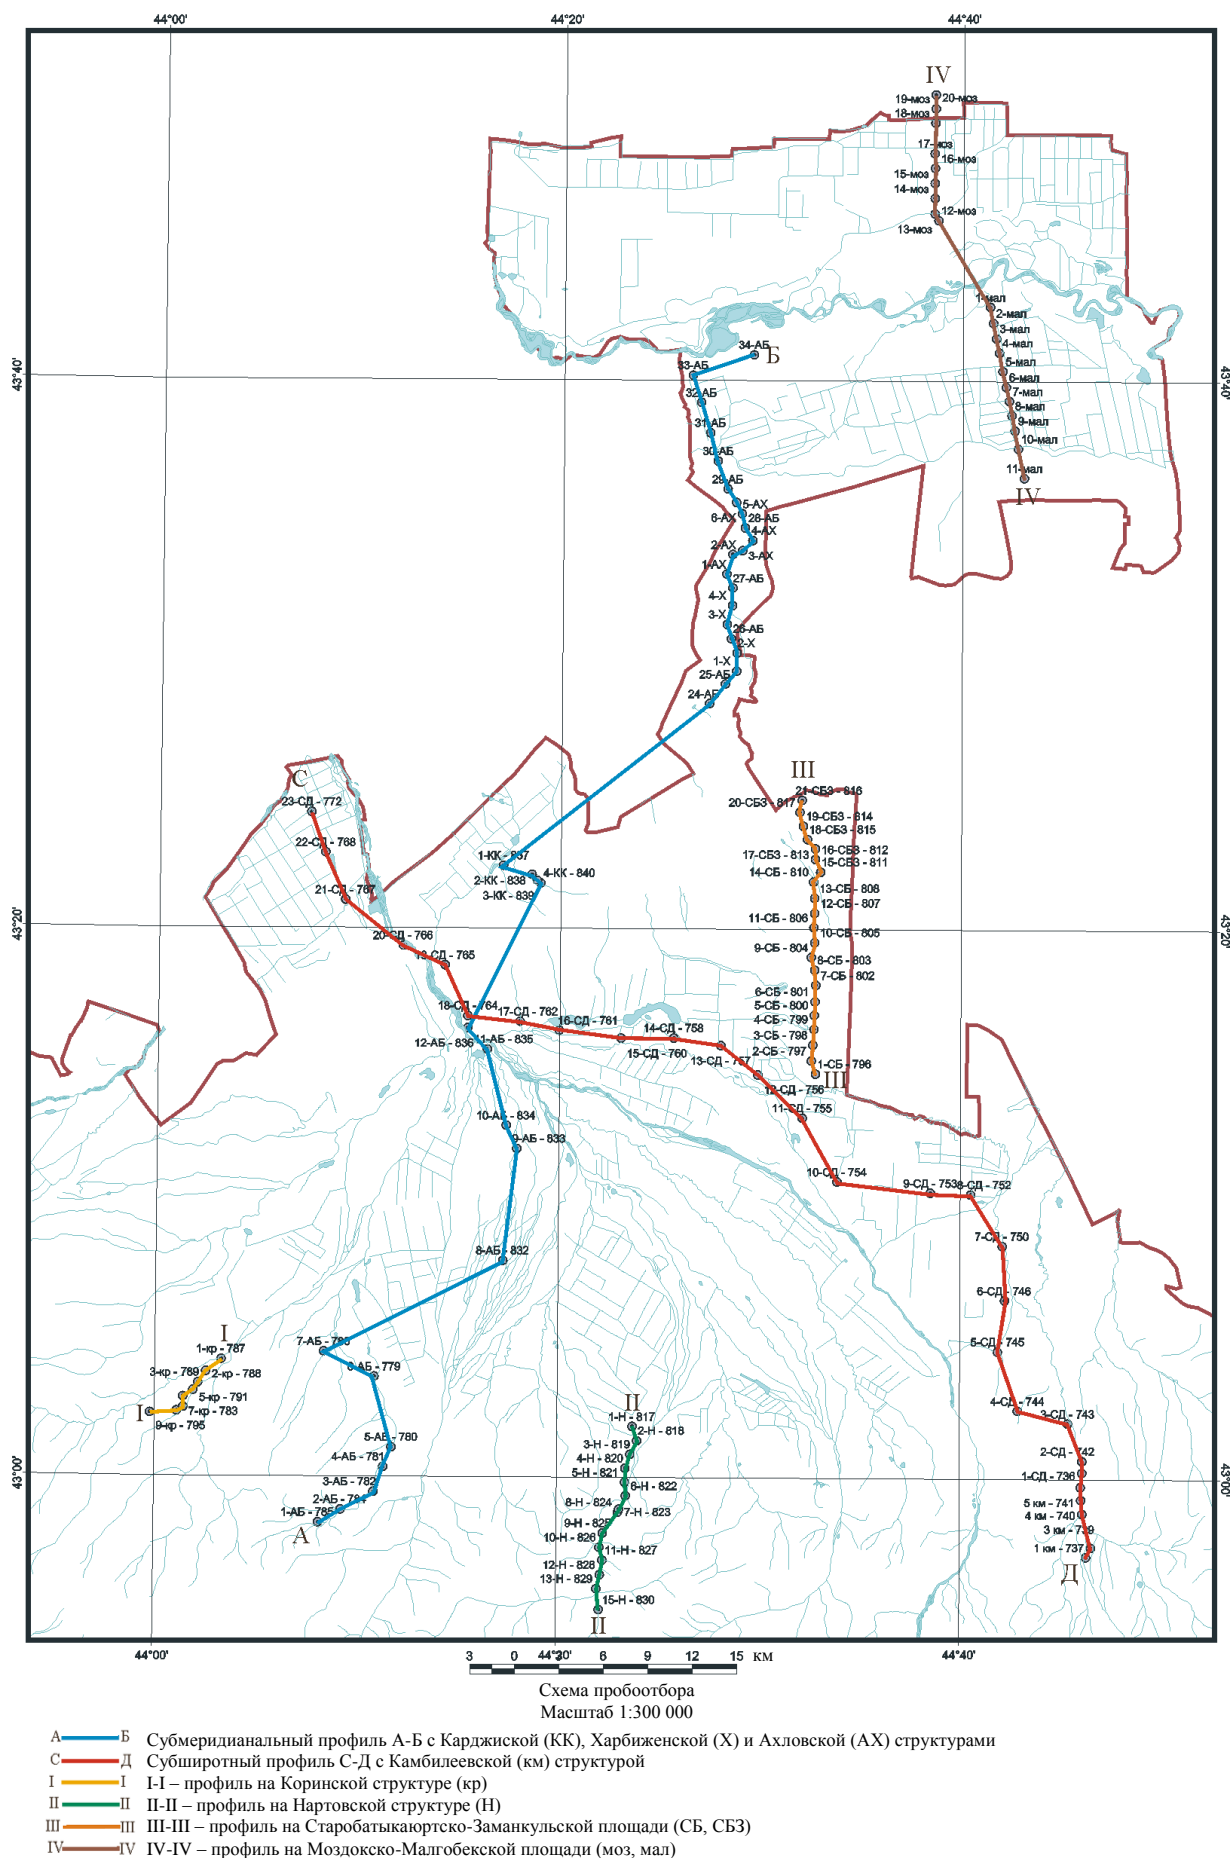 44°00' 44°20' 44°40'
IV
19-моз 20-моз
18-моз
17-моз
16-моз
15-моз
14-моз
12-моз
13-моз
1-мал
2-мал
3-мал
4-мал
34-АБ Б
5-мал
33-АБ
43°40' 43°40'
6-мал
32-АБ
7-мал
8-мал
31-АБ
9-мал
10-мал
30-АБ
11-мал
29-АБ
IV
5-АХ
6-АХ 28-АБ
4-АХ
2-АХ
3-АХ
1-АХ
27-АБ
4-Х
3-Х
26-АБ
2-Х
1-Х
25-АБ
24-АБ
III
С
21-СБЗ - 816
23-СД - 772
20-СБЗ - 817
19-СБЗ - 814
18-СБЗ - 815
22-СД - 768
16-СБЗ - 812
17-СБЗ - 813
1-КК - 837
15-СБЗ - 811
14-СБ - 810
4-КК - 840
2-КК - 838
13-СБ - 808
21-СД - 767
3-КК - 839
12-СБ - 807
11-СБ - 806
43°20' 43°20'
20-СД - 766
10-СБ - 805
9-СБ - 804
19-СД - 765
8-СБ - 803
7-СБ - 802
6-СБ - 801
18-СД - 764
5-СБ - 800
17-СД - 762
16-СД - 761
4-СБ - 799
14-СД - 758
3-СБ - 798
11-АБ - 835
12-АБ - 836
15-СД - 760
2-СБ - 797
13-СД - 757
1-СБ - 796
III
12-СД - 756
11-СД - 755
10-АБ - 834
9-АБ - 833
10-СД - 754
9-СД - 753
8-СД - 752
7-СД - 750
8-АБ - 832
6-СД - 746
I
7-АБ - 783
5-СД - 745
1-кр - 787
3-кр - 789
2-кр - 788
6-АБ - 779
5-кр - 791
4-СД - 744
I
7-кр - 783
II
3-СД - 743
9-кр - 795
1-Н - 817
2-Н - 818
5-АБ - 780
3-Н - 819
4-АБ - 781
4-Н - 820
2-СД - 742
5-Н - 821
43°00' 43°00'
1-СД - 736
3-АБ - 782
6-Н - 822
2-АБ - 784
8-Н - 824
5 км - 741
1-АБ - 785
7-Н - 823
4 км - 740
А
9-Н - 825
3 км - 739
10-Н - 826
11-Н - 827
1 км - 737
12-Н - 828
13-Н - 829
Д
15-Н - 830
II
44°00' 44°30' 44°40'
3 0 6 9 12 15 км
Схема пробоотбора
Масштаб 1:300 000
А Б Субмеридианальный профиль А-Б с Карджиской (КК), Харбиженской (Х) и Ахловской (АХ) структурами
С Д Субширотный профиль С-Д с Камбилеевской (км) структурой
I I I-I – профиль на Коринской структуре (кр)
II II II-II – профиль на Нартовской структуре (Н)
III III III-III – профиль на Старобатыкаюртско-Заманкульской площади (СБ, СБЗ)
IV IV IV-IV – профиль на Моздокско-Малгобекской площади (моз, мал)